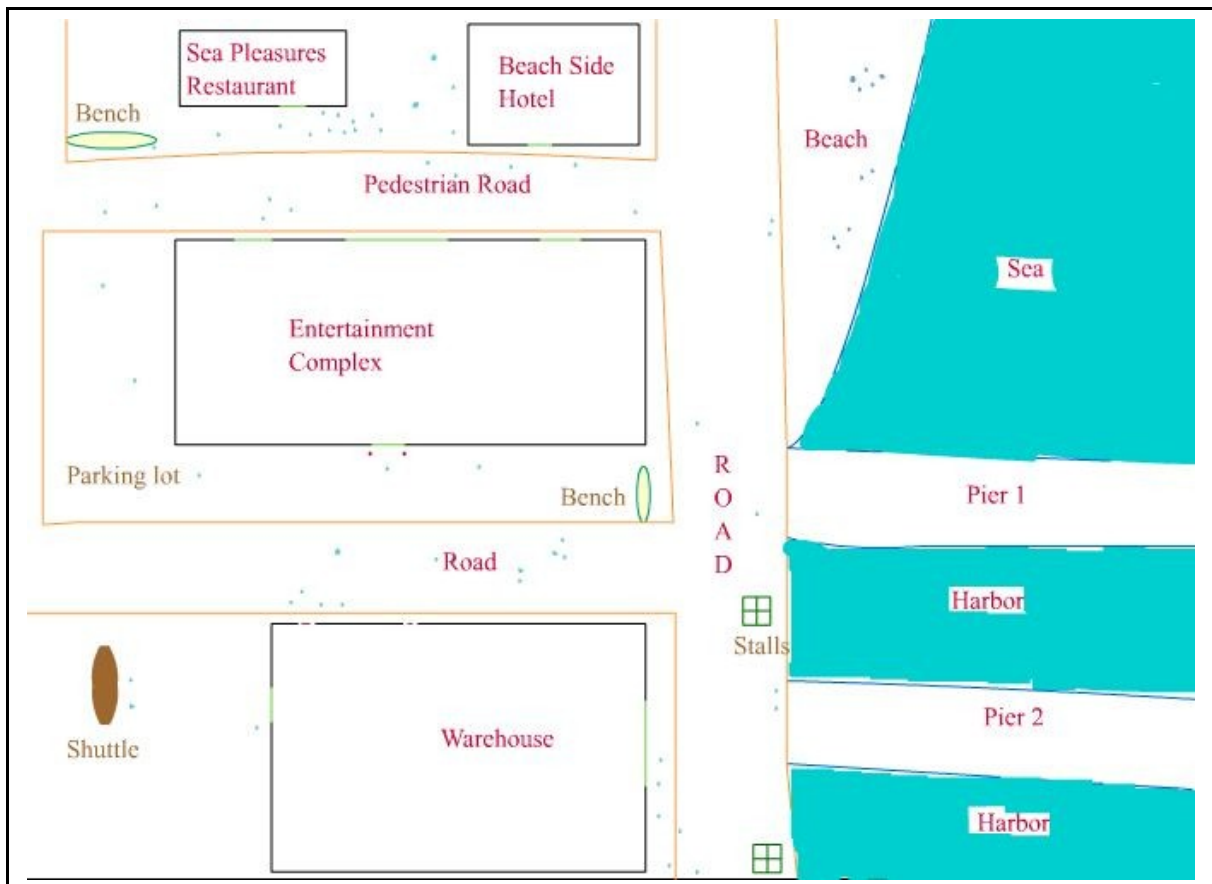 Sea Pleasures
Restaurant
Beach Side
Hotel
Bench
Beach
Pedestrian Road
Sea
Entertainment
Complex
Parking lot
Bench
R
O
A
D
Pier 1
Road
Harbor
Stalls
Pier 2
Warehouse
Shuttle
Harbor